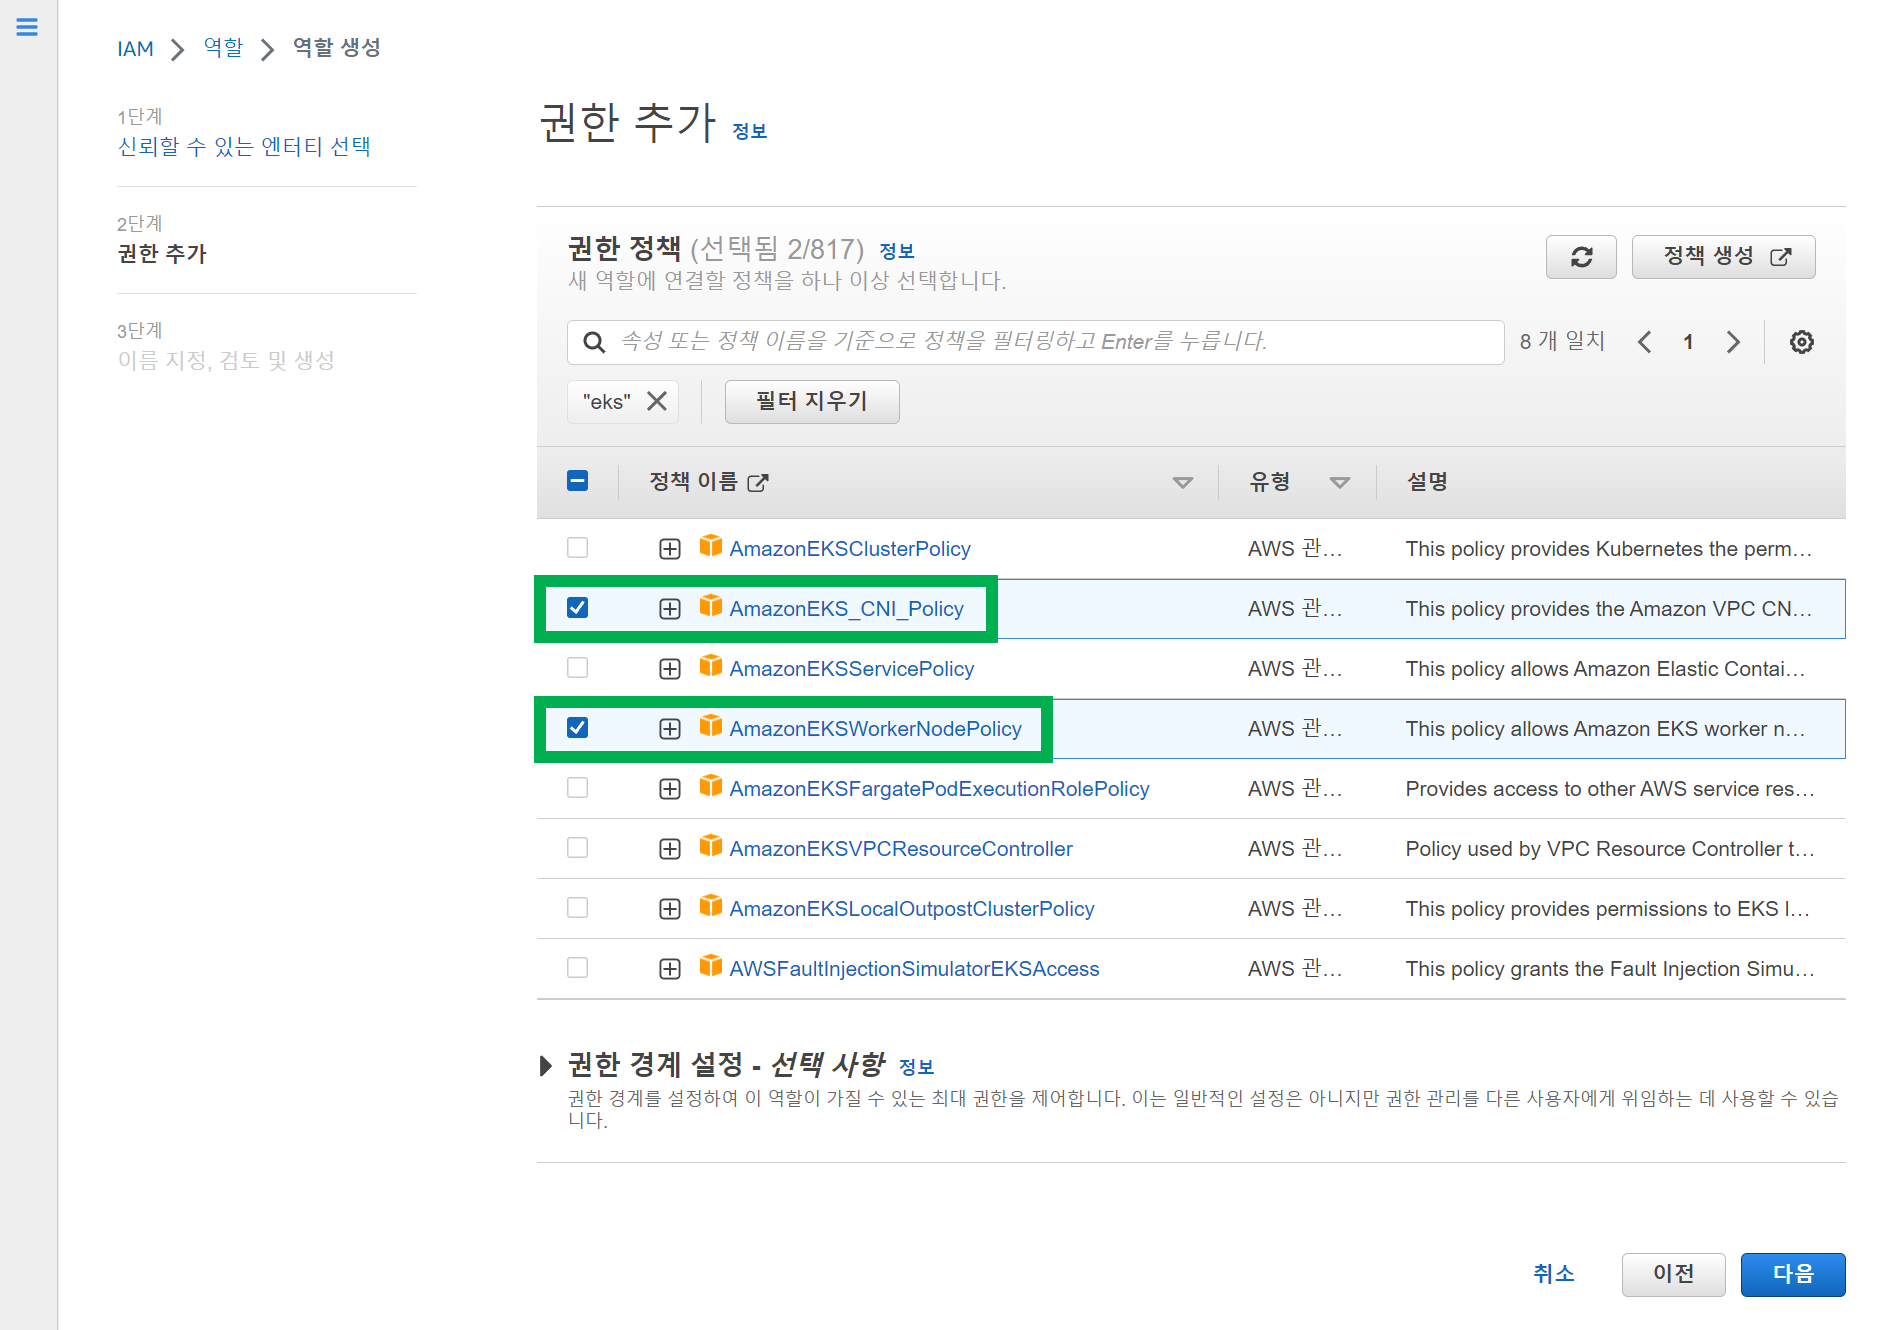 IAM > 역할 > 역할 생성
1단계
신뢰할 수 있는 엔터티 선택
2단계
권한 추가
3단계
이름 지정, 검토 및 생성
권한 추가 정보
권한 정책 (선택됨 2/817) 정보
새 역할에 연결할 정책을 하나 이상 선택합니다.
정책 생성
속성 또는 정책 이름을 기준으로 정책을 필터링하고 Enter를 누릅니다.
8 개 일치
1
"eks"
필터 지우기
정책 이름 유형 설명
AmazonEKSClusterPolicy AWS 관... This policy provides Kubernetes the perm...
AmazonEKS_CNI_Policy AWS 관... This policy provides the Amazon VPC CN...
AmazonEKSServicePolicy AWS 관... This policy allows Amazon Elastic Contai...
AmazonEKSWorkerNodePolicy AWS 관... This policy allows Amazon EKS worker n...
AmazonEKSFargatePodExecutionRolePolicy AWS 관... Provides access to other AWS service res...
AmazonEKSVPCResourceController AWS 관... Policy used by VPC Resource Controller t...
AmazonEKSLocalOutpostClusterPolicy AWS 관... This policy provides permissions to EKS l...
AWSFaultInjectionSimulatorEKSAccess AWS 관... This policy grants the Fault Injection Simu...
권한 경계 설정 - 선택 사항 정보
권한 경계를 설정하여 이 역할이 가질 수 있는 최대 권한을 제어합니다. 이는 일반적인 설정은 아니지만 권한 관리를 다른 사용자에게 위임하는 데 사용할 수 있습
니다.
취소 이전 다음